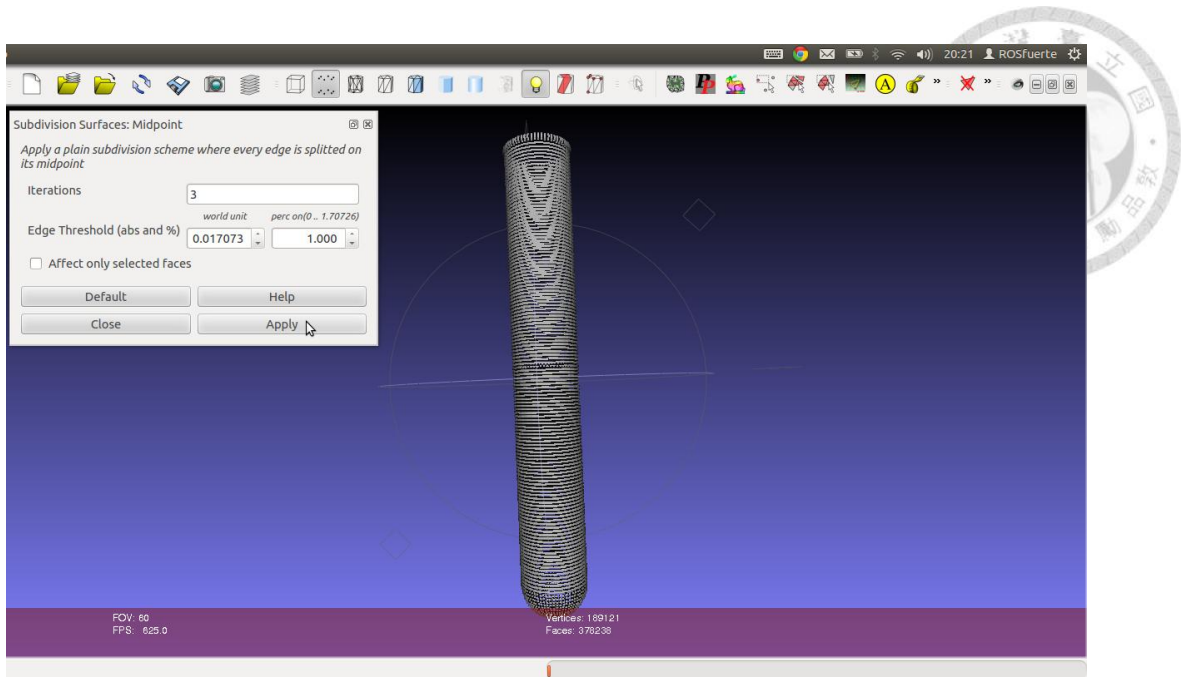 20:21 ROSfuerte
Subdivision Surfaces: Midpoint
Apply a plain subdivision scheme where every edge is splitted on
its midpoint
Iterations
3
world unit perc on(0 .. 1.70726)
Edge Threshold (abs and %)
0.017073 1.000
Affect only selected faces
Default Help
Close Apply
FOV: 60
FPS: 625.0
Vertices: 189121
Faces: 378238